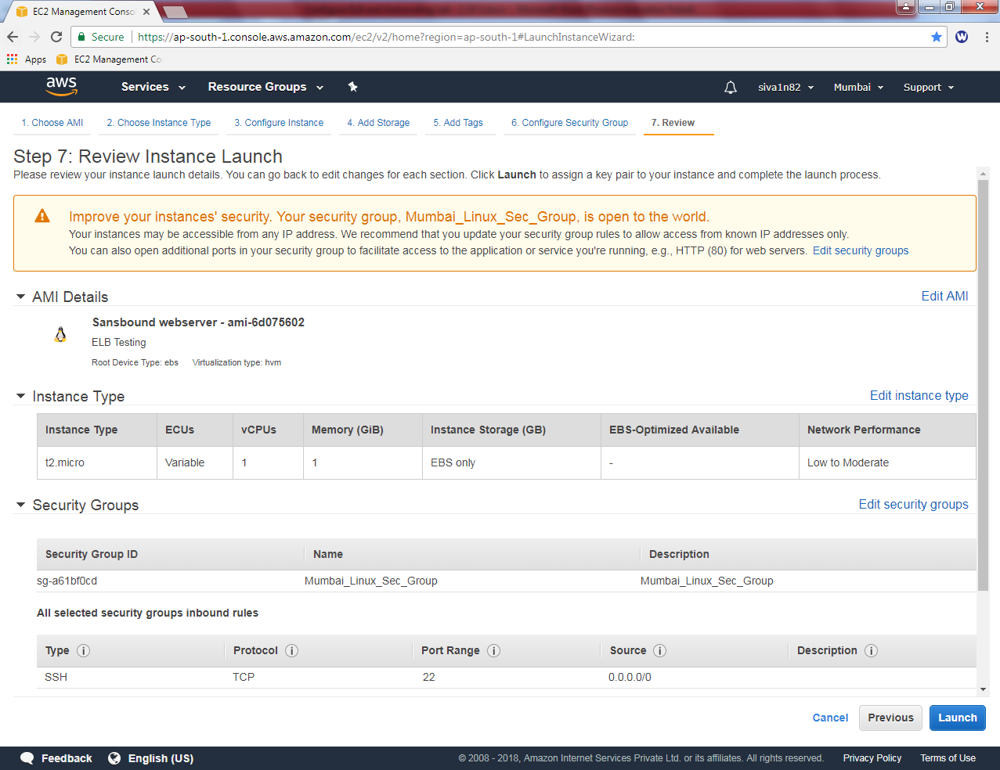 EC2 Management Conso
Secure
https://ap-south-1.console.aws.amazon.com/ec2/v2/home?region=ap-south-1#LaunchInstanceWizard:
W
Apps EC2 Management Co
aws Services Resource Groups siva1n82 Mumbai Support
1. Choose AMI 2. Choose Instance Type 3. Configure Instance 4. Add Storage 5. Add Tags 6. Configure Security Group 7. Review
Step 7: Review Instance Launch
Please review your instance launch details. You can go back to edit changes for each section. Click Launch to assign a key pair to your instance and complete the launch process.
Improve your instances' security. Your security group, Mumbai_Linux_Sec_Group, is open to the world.
Your instances may be accessible from any IP address. We recommend that you update your security group rules to allow access from known IP addresses only.
You can also open additional ports in your security group to facilitate access to the application or service you're running, e.g., HTTP (80) for web servers. Edit security groups
AMI Details Edit AMI
Sansbound webserver - ami-6d075602
ELB Testing
Root Device Type: ebs Virtualization type: hvm
Instance Type Edit instance type
Instance Type ECUs vCPUs Memory (GiB) Instance Storage (GB) EBS-Optimized Available Network Performance
t2.micro Variable 1 1 EBS only - Low to Moderate
Security Groups Edit security groups
Security Group ID Name Description
sg-a61bf0cd Mumbai_Linux_Sec_Group Mumbai_Linux_Sec_Group
All selected security groups inbound rules
Type i Protocol i Port Range i Source i Description i
SSH TCP 22 0.0.0.0/0
Cancel Previous Launch
Feedback English (US) © 2008 - 2018, Amazon Internet Services Private Ltd. or its affiliates. All rights reserved. Privacy Policy Terms of Use